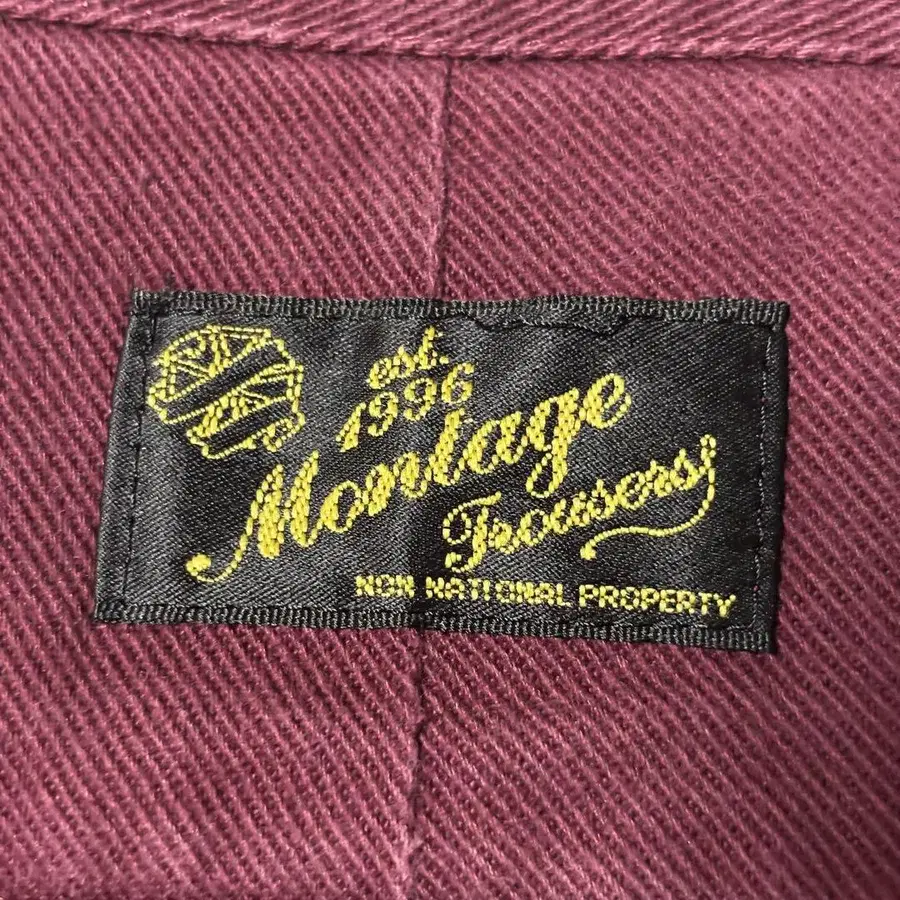 est.
1996
Montage
Trousers
NON NATIONAL PROPERTY